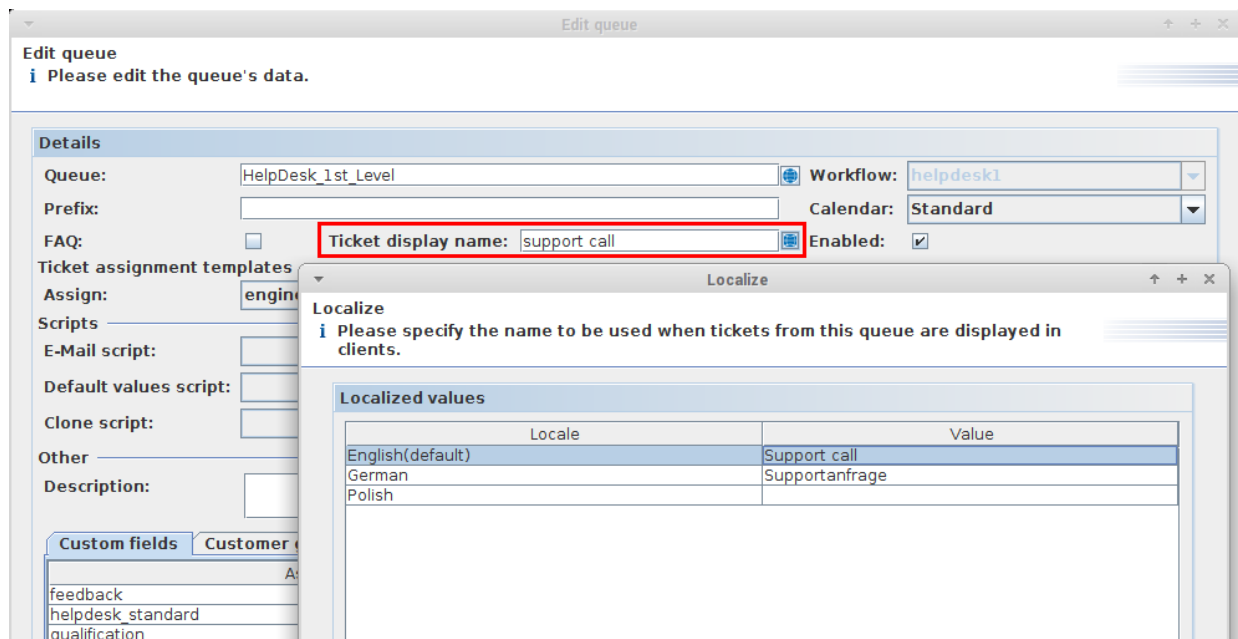 Edit queue
Edit queue
i Please edit the queue's data.
Details
Queue: HelpDesk_1st_Level Workflow: helpdesk1
Prefix: Calendar: Standard
FAQ: Ticket display name: support call Enabled:
Ticket assignment templates
Assign:
Localize
Localize
i Please specify the name to be used when tickets from this queue are displayed in
clients.
Scripts
E-Mail script:
Default values script:
Clone script:
Other
Description:
Localized values
Locale Value
English(default) Support call
German Supportanfrage
Polish
Custom fields Customer
feedback
helpdesk_standard
qualification